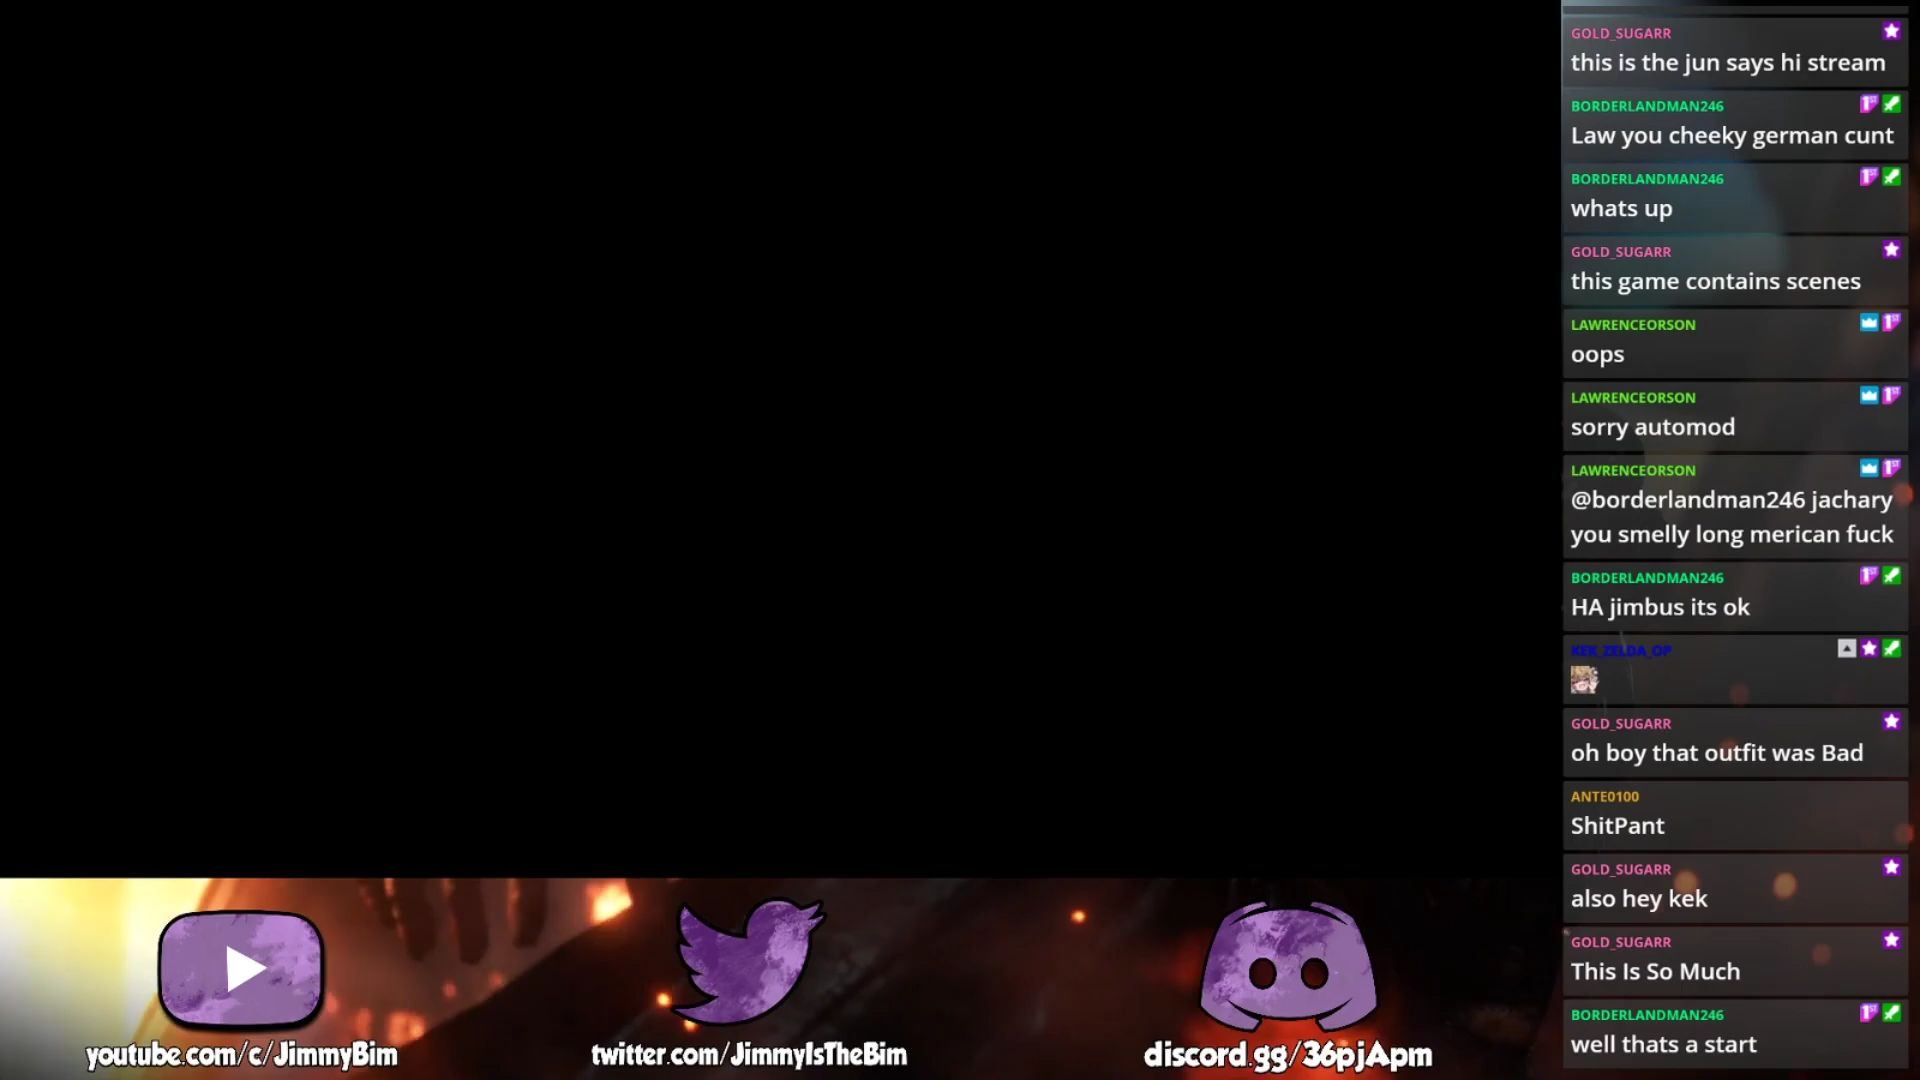 GOLD_SUGARR
this is the jun says hi stream
BORDERLANDMAN246
Law you cheeky german cunt
BORDERLANDMAN246
whats up
GOLD_SUGARR
this game contains scenes
LAWRENCEORSON
oops
LAWRENCEORSON
sorry automod
LAWRENCEORSON
@borderlandman246 jachary
you smelly long merican fuck
BORDERLANDMAN246
HA jimbus its ok
KEK_ZELDA_OP
GOLD_SUGARR
oh boy that outfit was Bad
ANTE0100
ShitPant
GOLD_SUGARR
also hey kek
GOLD_SUGARR
This Is So Much
BORDERLANDMAN246
well thats a start
youtube.com/c/JimmyBim
twitter.com/JimmyIsTheBim
discord.gg/36pjApm